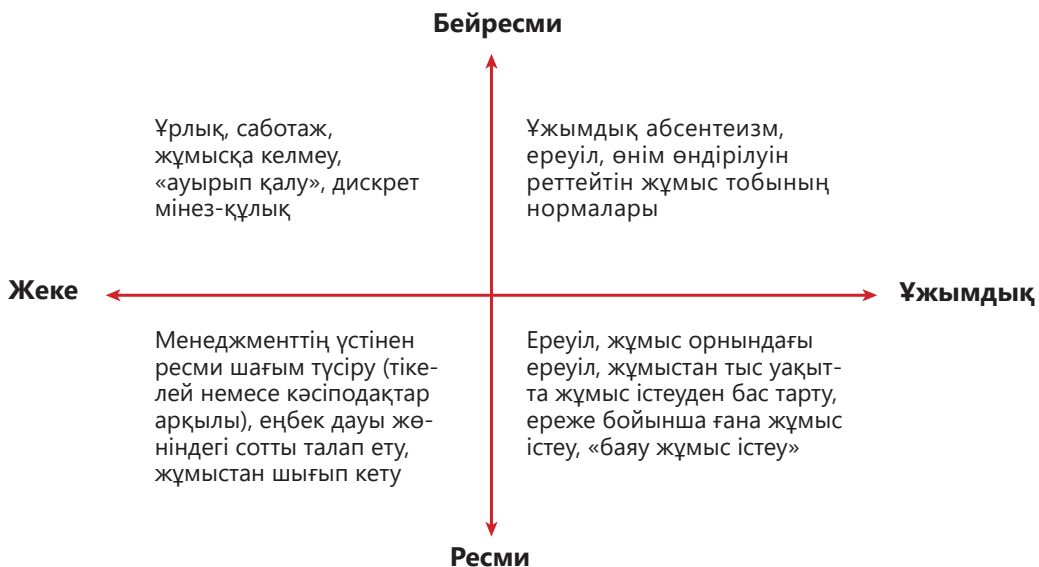 Бейресми
Ұрлық, саботаж,
жұмысқа келмеу,
«ауырып қалу», дискрет
мінез-құлық
Ұжымдық абсентеизм,
ереуіл, өнім өндірілуін
реттейтін жұмыс тобының
нормалары
Жеке
Ұжымдық
Менеджменттің үстінен
ресми шағым түсіру (тіке-
лей немесе кәсіподақтар
арқылы), еңбек дауы жө-
ніндегі сотты талап ету,
жұмыстан шығып кету
Ереуіл, жұмыс орнындағы
ереуіл, жұмыстан тыс уақыт-
та жұмыс істеуден бас тарту,
ереже бойынша ғана жұмыс
істеу, «баяу жұмыс істеу»
Ресми